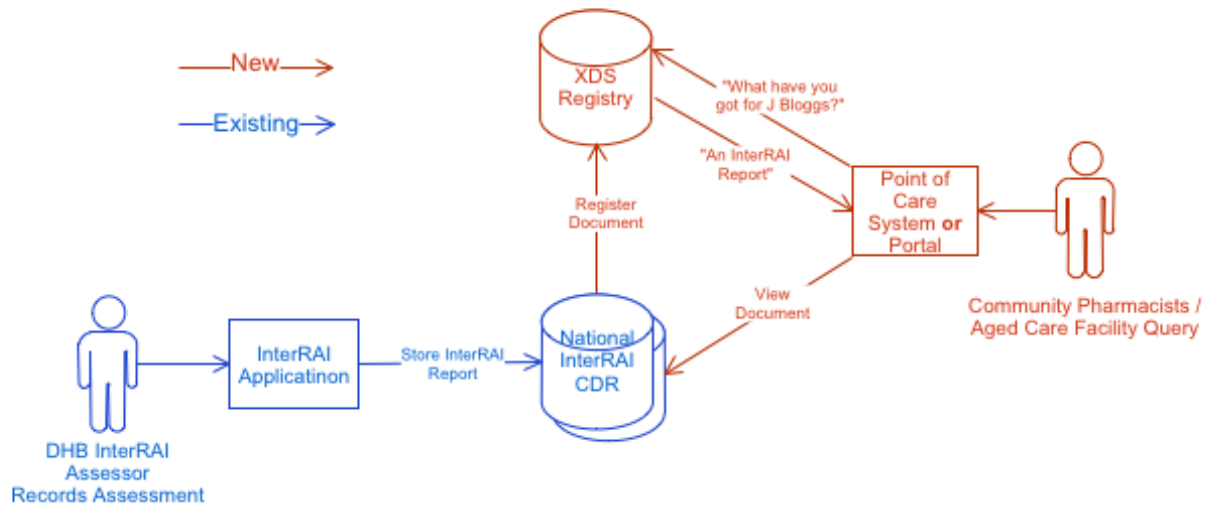 New
Existing
XDS
Registry
"What have you
got for J Bloggs?"
"An InterRAI
Report"
Point of
Care
System or
Portal
Register
Document
View
Document
Community Pharmacists /
Aged Care Facility Query
National
InterRAI
CDR
InterRAI
Applicatinon
Store InterRAI
Report
DHB InterRAI
Assessor
Records Assessment